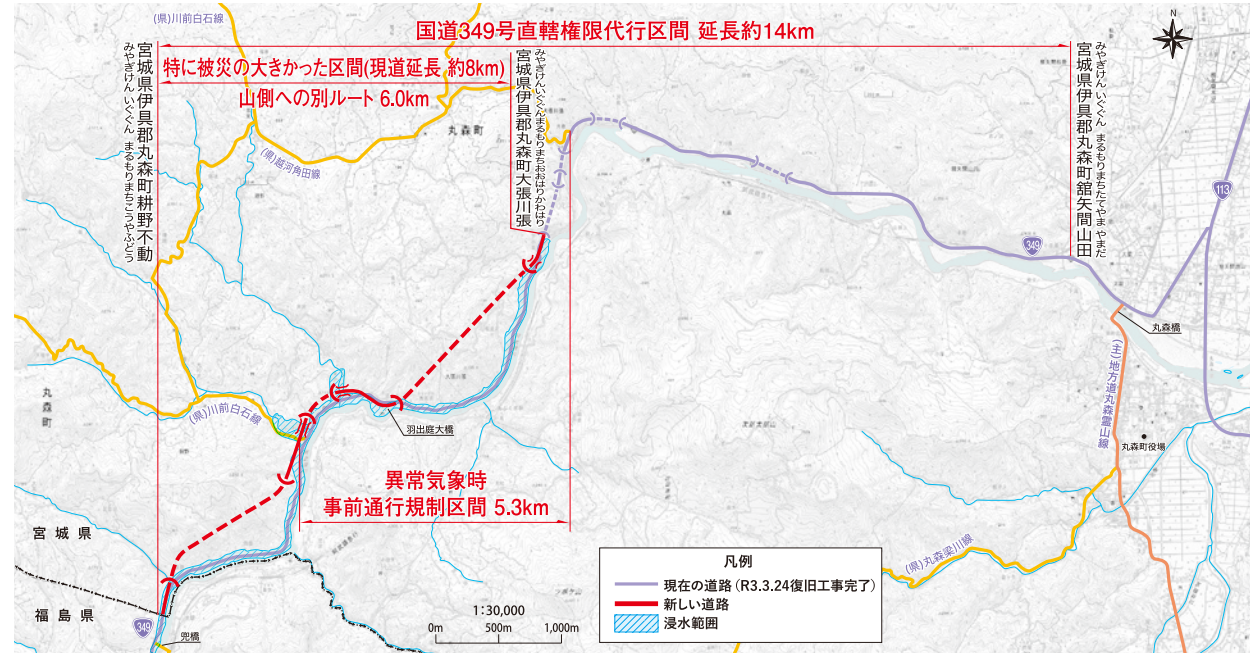 国道349号直轄権限代行区間 延長約14km
特に被災の大きかった区間(現道延長 約8km)
山側への別ルート 6.0km
(県)川前白石線
宮城県伊具郡丸森町耕野不動
みやぎけん いぐぐん まるもりまちこうやふどう
宮城県伊具郡丸森町大張川張
みやぎけんいぐぐんまるもりまちおおはりかわはり
宮城県伊具郡丸森町舘矢間山田
みやぎけん いぐぐん まるもりまちたてやま やまだ
N
丸森町
(県)越河角田線
113
349
丸森橋
(主)地方道丸森霊山線
丸森町役場
丸森町
(県)川前白石線
羽出庭大橋
異常気象時
事前通行規制区間 5.3km
(県)丸森梁川線
宮城県
福島県
349
兜橋
1:30,000
0m 500m 1,000m
凡例
現在の道路(R3.3.24復旧工事完了)
新しい道路
浸水範囲